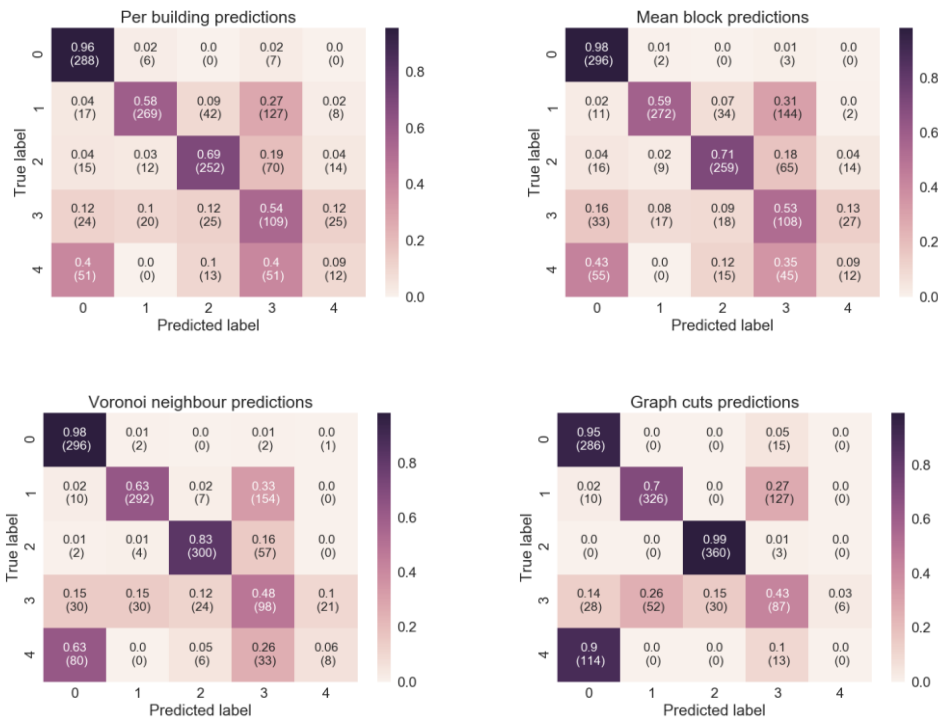 Per building predictions
0.96 0.02 0.0 0.02 0.0
(288) (6) (0) (7) (0)
0.04 0.58 0.09 0.27 0.02
(17) (269) (42) (127) (8)
0.04 0.03 0.69 0.19 0.04
(15) (12) (252) (70) (14)
0.12 0.1 0.12 0.54 0.12
(24) (20) (25) (109) (25)
0.4 0.0 0.1 0.4 0.09
(51) (0) (13) (51) (12)
0 1 2 3 4
True label
0 1 2 3 4
Predicted label
0.8
0.6
0.4
0.2
0.0
Mean block predictions
0.98 0.01 0.0 0.01 0.0
(296) (2) (0) (3) (0)
0.02 0.59 0.07 0.31 0.0
(11) (272) (34) (144) (2)
0.04 0.02 0.71 0.18 0.04
(16) (9) (259) (65) (14)
0.16 0.08 0.09 0.53 0.13
(33) (17) (18) (108) (27)
0.43 0.0 0.12 0.35 0.09
(55) (0) (15) (45) (12)
0 1 2 3 4
True label
0 1 2 3 4
Predicted label
0.8
0.6
0.4
0.2
0.0
Voronoi neighbour predictions
0.98 0.01 0.0 0.01 0.0
(296) (2) (0) (2) (1)
0.02 0.63 0.02 0.33 0.0
(10) (292) (7) (154) (0)
0.01 0.01 0.83 0.16 0.0
(2) (4) (300) (57) (0)
0.15 0.15 0.12 0.48 0.1
(30) (30) (24) (98) (21)
0.63 0.0 0.05 0.26 0.06
(80) (0) (6) (33) (8)
0 1 2 3 4
True label
0 1 2 3 4
Predicted label
0.8
0.6
0.4
0.2
0.0
Graph cuts predictions
0.95 0.0 0.0 0.05 0.0
(286) (0) (0) (15) (0)
0.02 0.7 0.0 0.27 0.0
(10) (326) (0) (127) (0)
0.0 0.0 0.99 0.01 0.0
(0) (0) (360) (3) (0)
0.14 0.26 0.15 0.43 0.03
(28) (52) (30) (87) (6)
0.9 0.0 0.0 0.1 0.0
(114) (0) (0) (13) (0)
0 1 2 3 4
True label
0 1 2 3 4
Predicted label
0.8
0.6
0.4
0.2
0.0